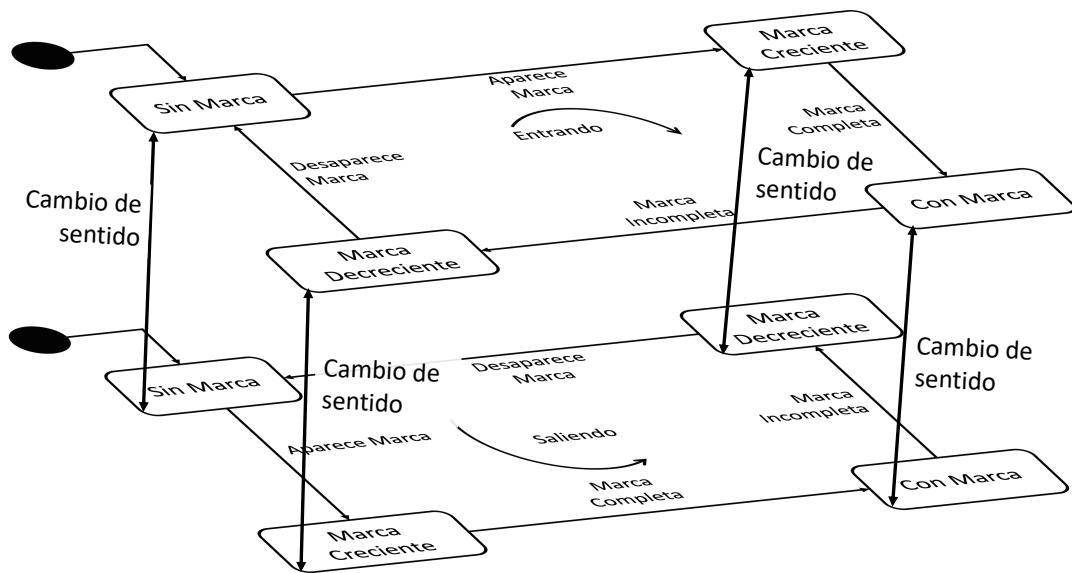 Marca
Creciente
Sin Marca
Aparece
Marca
Entrando
Marca
Completa
Desaparece
Marca
Cambio de
sentido
Cambio de
sentido
Marca
Incompleta
Con Marca
Marca
Decreciente
Marca
Decreciente
Cambio de
sentido
Cambio de
sentido
Desaparece
Marca
Sin Marca
Marca
Incompleta
Aparece Marca
Saliendo
Marca
Completa
Con Marca
Marca
Creciente